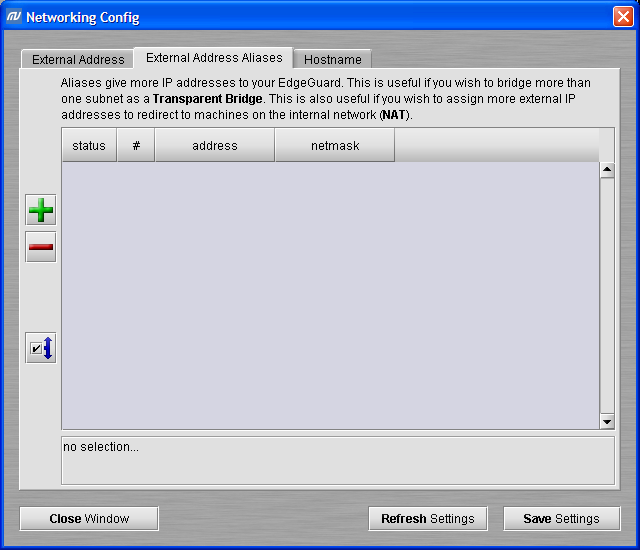 Networking Config
External Address
External Address Aliases
Hostname
Aliases give more IP addresses to your EdgeGuard. This is useful if you wish to bridge more than
one subnet as a Transparent Bridge. This is also useful if you wish to assign more external IP
addresses to redirect to machines on the internal network (NAT).
status # address netmask
no selection...
Close Window
Refresh Settings
Save Settings